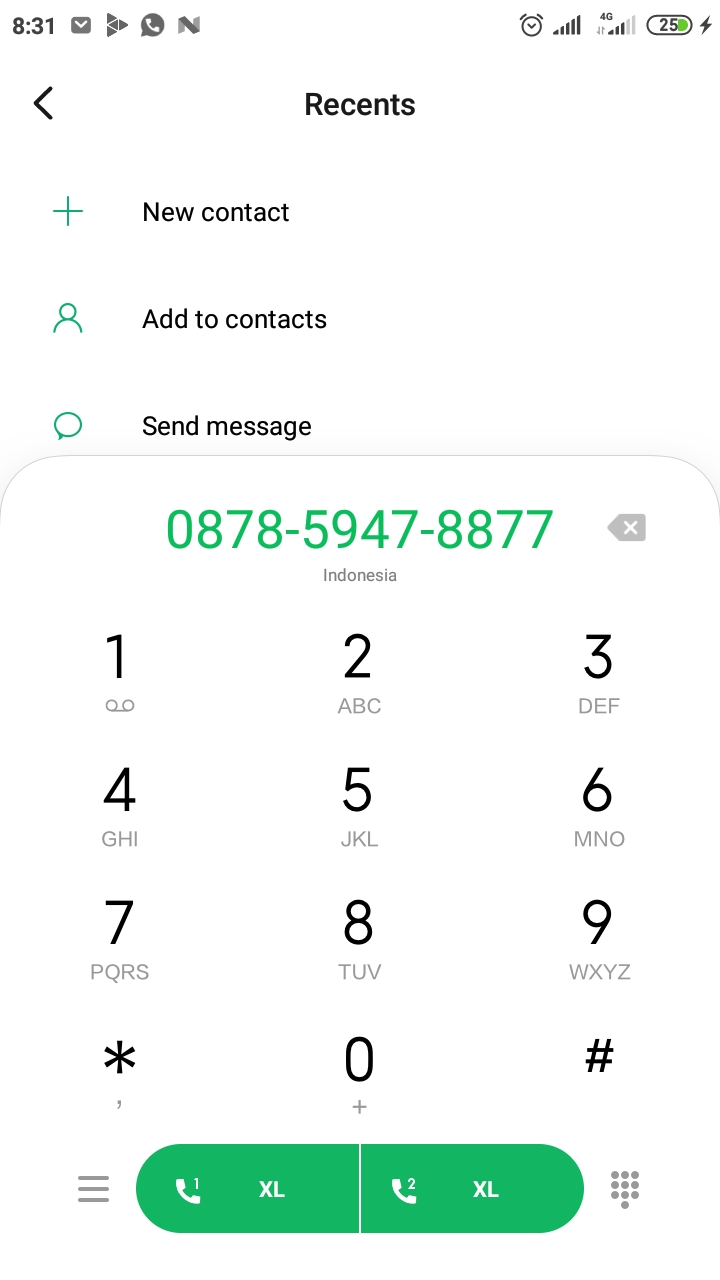 8:31 4G 25
Recents
New contact
Add to contacts
Send message
0878-5947-8877
Indonesia
1 2 3
ABC DEF
4 5 6
GHI JKL MNO
7 8 9
PQRS TUV WXYZ
* 0 #
, +
1 XL 2 XL